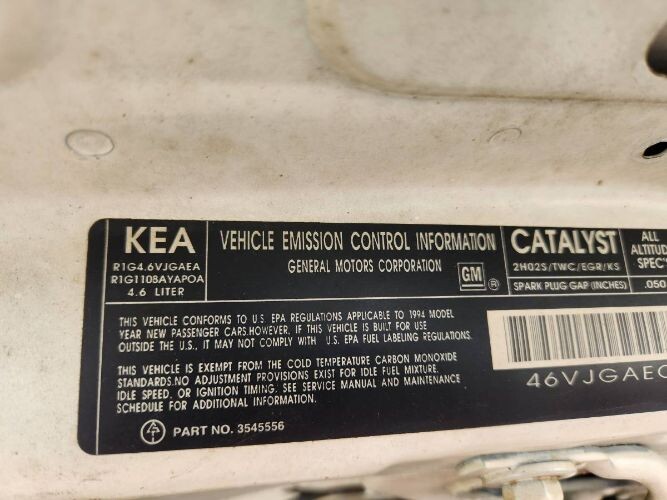 KEA
R1G4.6VJGAEA
R1G1108AYAPOA
4.6 LITER
VEHICLE EMISSION CONTROL INFORMATION
GENERAL MOTORS CORPORATION
GM ®
CATALYST
2HO2S/TWC/EGR/KS
SPARK PLUG GAP (INCHES)
ALL
ALTITUD
SPEC'
.050
THIS VEHICLE CONFORMS TO U.S. EPA REGULATIONS APPLICABLE TO 1994 MODEL
YEAR NEW PASSENGER CARS.HOWEVER, IF THIS VEHICLE IS BUILT FOR USE
OUTSIDE THE U.S., IT MAY NOT COMPLY WITH U.S. EPA FUEL LABELING REGULATIONS.
THIS VEHICLE IS EXEMPT FROM THE COLD TEMPERATURE CARBON MONOXIDE
STANDARDS.NO ADJUSTMENT PROVISIONS EXIST FOR IDLE FUEL MIXTURE,
IDLE SPEED, OR IGNITION TIMING. SEE SERVICE MANUAL AND MAINTENANCE
SCHEDULE FOR ADDITIONAL INFORMATION.
PART NO. 3545556
46VJGAEC